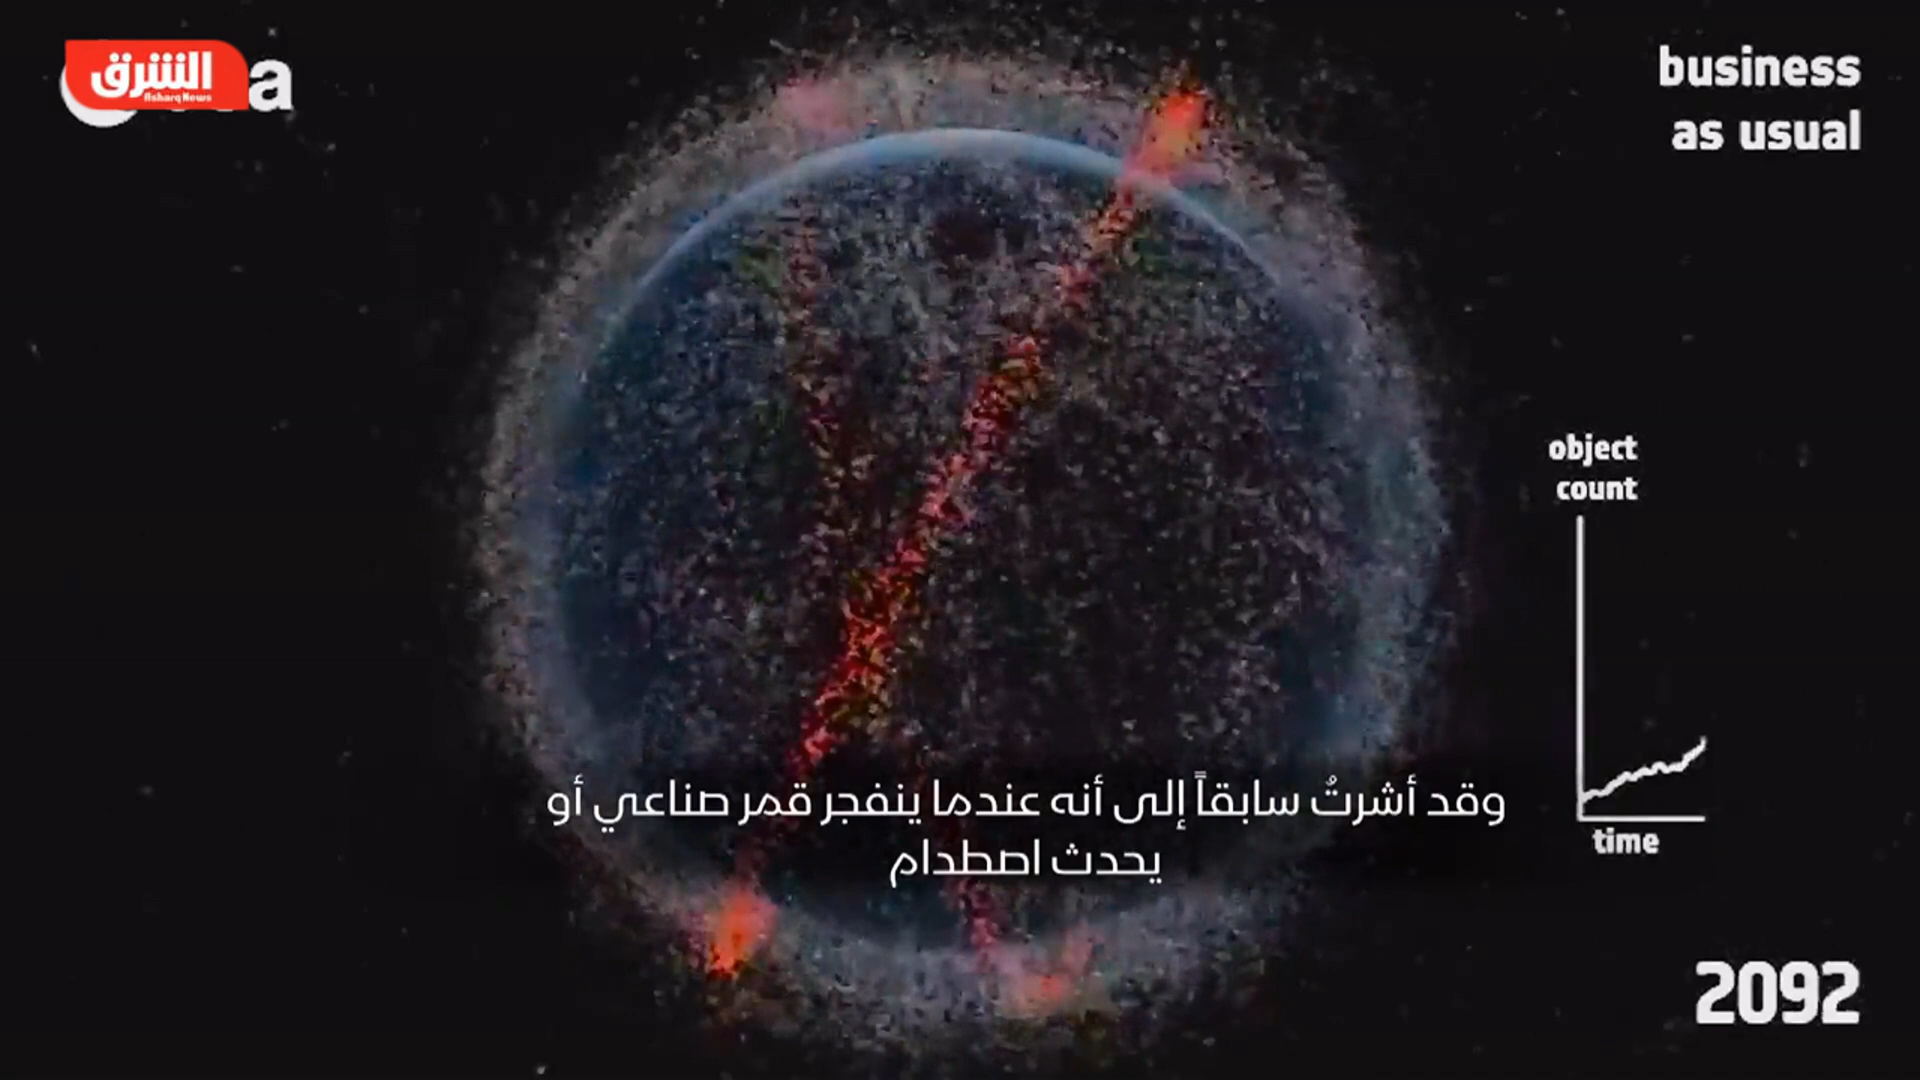 الشرق
Asharq News
a
business
as usual
object
count
time
وقد أشرتُ سابقاً إلى أنه عندما ينفجر قمر صناعي أو
يحدث اصطدام
2092